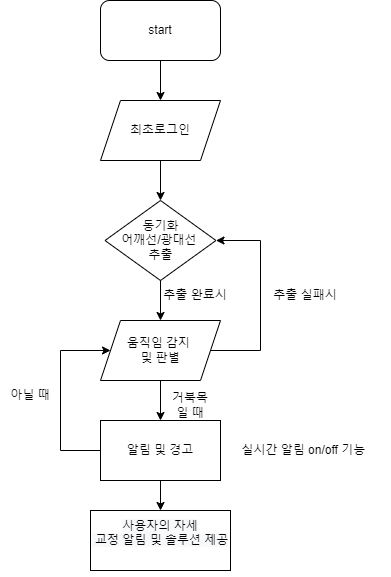 start
최초로그인
동기화
어깨선/광대선
추출
추출 완료시
추출 실패시
움직임 감지
및 판별
아닐 때
거북목
일 때
알림 및 경고
실시간 알림 on/off 기능
사용자의 자세
교정 알림 및 솔루션 제공